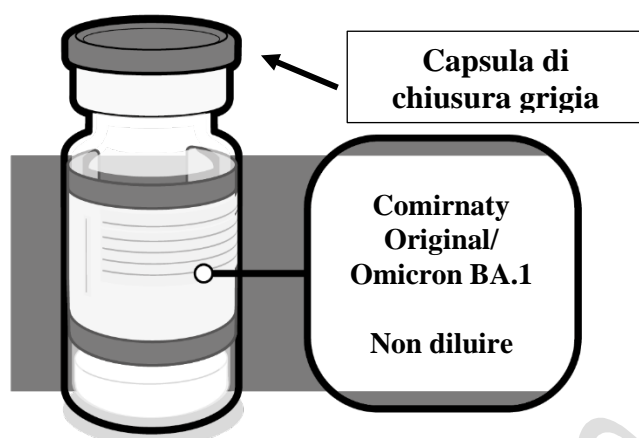 Capsula di
chiusura grigia
Comirnaty
Original/
Omicron BA.1
Non diluire